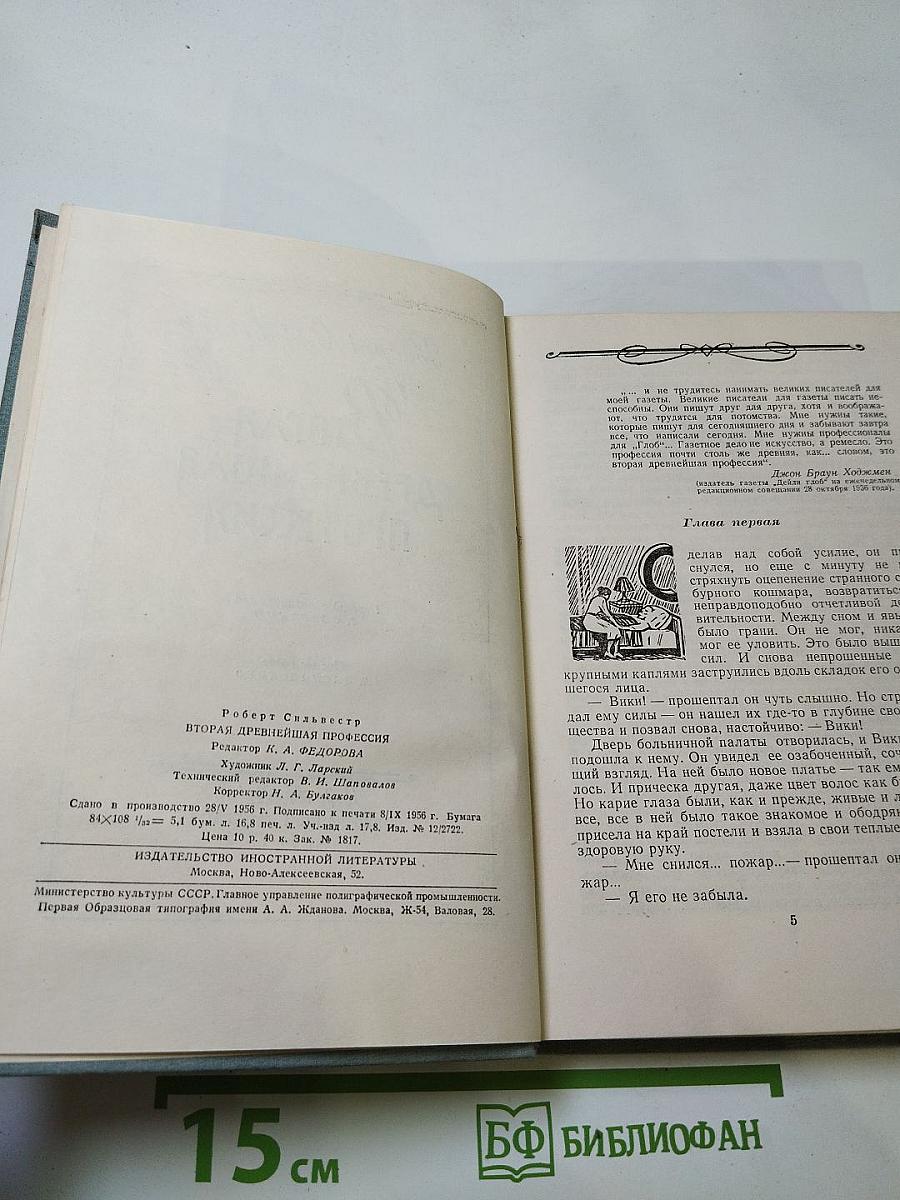 Роберт Сильвестр
ВТОРАЯ ДРЕВНЕЙШАЯ ПРОФЕССИЯ
Редактор К. А. ФЕДОРОВА
Художник Л. Г. Ларский
Технический редактор В. И. Шаповалов
Корректор Н. А. Булгаков
Сдано в производство 28/V 1956 г. Подписано к печати 8/IX 1956 г. Бумага
84×108 1/32= 5,1 бум. л. 16,8 печ. л. Уч.-изд л. 17,8. Изд. № 12/2722.
Цена 10 р. 40 к. Зак. № 1817.
ИЗДАТЕЛЬСТВО ИНОСТРАННОЙ ЛИТЕРАТУРЫ
Москва, Ново-Алексеевская, 52.
Министерство культуры СССР. Главное управление полиграфической промышленности.
Первая Образцовая типография имени А. А. Жданова. Москва, Ж-54, Валовая, 28.
„... и не трудитесь нанимать великих писателей для
моей газеты. Великие писатели для газеты писать не-
способны. Они пишут друг для друга, хотя и вообража-
ют, что трудятся для потомства. Мне нужны такие,
которые пишут для сегодняшнего дня и забывают завтра
все, что написали сегодня. Мне нужны профессионалы
для „Глоб“... Газетное дело не искусство, а ремесло. Это
профессия почти столь же древняя, как... словом, это
вторая древнейшая профессия“.
Джон Браун Ходжмен
(издатель газеты „Дейли глоб“ на еженедельном
редакционном совещании 28 октября 1936 года).
Глава первая
С
делав над собой усилие, он п
снулся, но еще с минуту не
стряхнуть оцепенение странного с
бурного кошмара, возвратиться
неправдоподобно отчетливой де
вительности. Между сном и явь
было грани. Он не мог, ника
мог ее уловить. Это было выш
сил. И снова непрошенные
крупными каплями заструились вдоль складок его о
шегося лица.
— Вики! — прошептал он чуть слышно. Но стр
дал ему силы — он нашел их где-то в глубине сво
щества и позвал снова, настойчиво: — Вики!
Дверь больничной палаты отворилась, и Вик
подошла к нему. Он увидел ее озабоченный, соч
щий взгляд. На ней было новое платье — так ем
лось. И прическа другая, даже цвет волос как б
Но карие глаза были, как и прежде, живые и л
все, все в ней было такое знакомое и ободря
присела на край постели и взяла в свои теплые
здоровую руку.
— Мне снился... пожар...— прошептал он
жар...
— Я его не забыла.
5
15 см
БФ БИБЛИОФАН